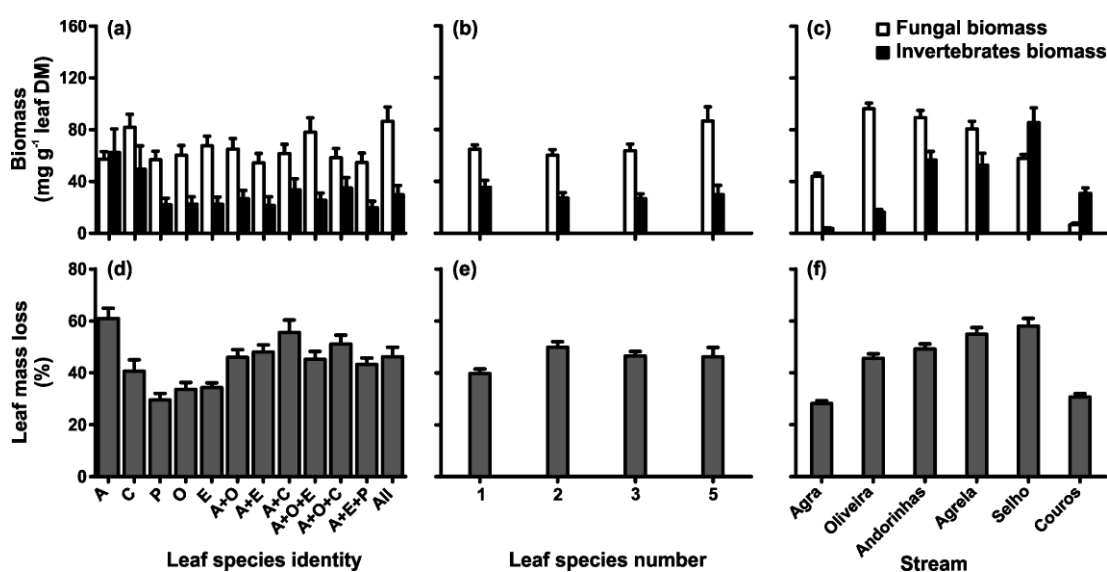 (a)
(b)
(c)
Fungal biomass
Invertebrates biomass
Biomass
(mg g-1 leaf DM)
160
120
80
40
0
(d)
(e)
(f)
Leaf mass loss
(%)
80
60
40
20
0
A
C
P
O
E
A+O
A+E
A+C
A+O+E
A+O+C
A+E+P
All
1
2
3
5
Agra
Oliveira
Andorinhas
Agrela
Selho
Couros
Leaf species identity
Leaf species number
Stream